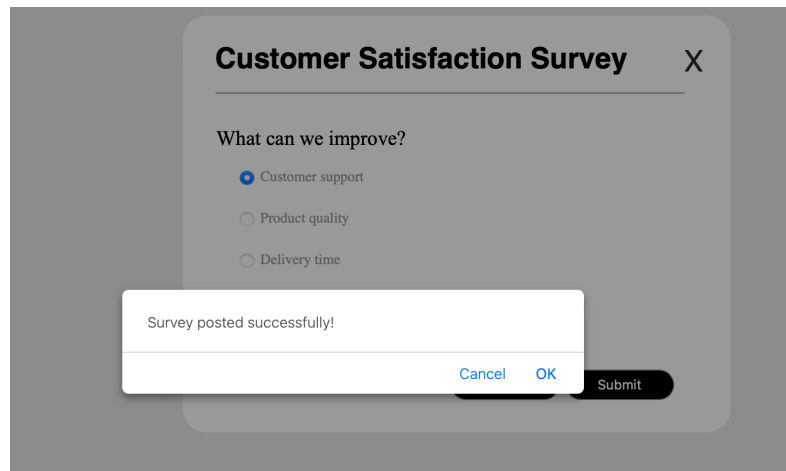 Customer Satisfaction Survey X
What can we improve?
Customer support
Product quality
Delivery time
Survey posted successfully!
Cancel OK
Submit